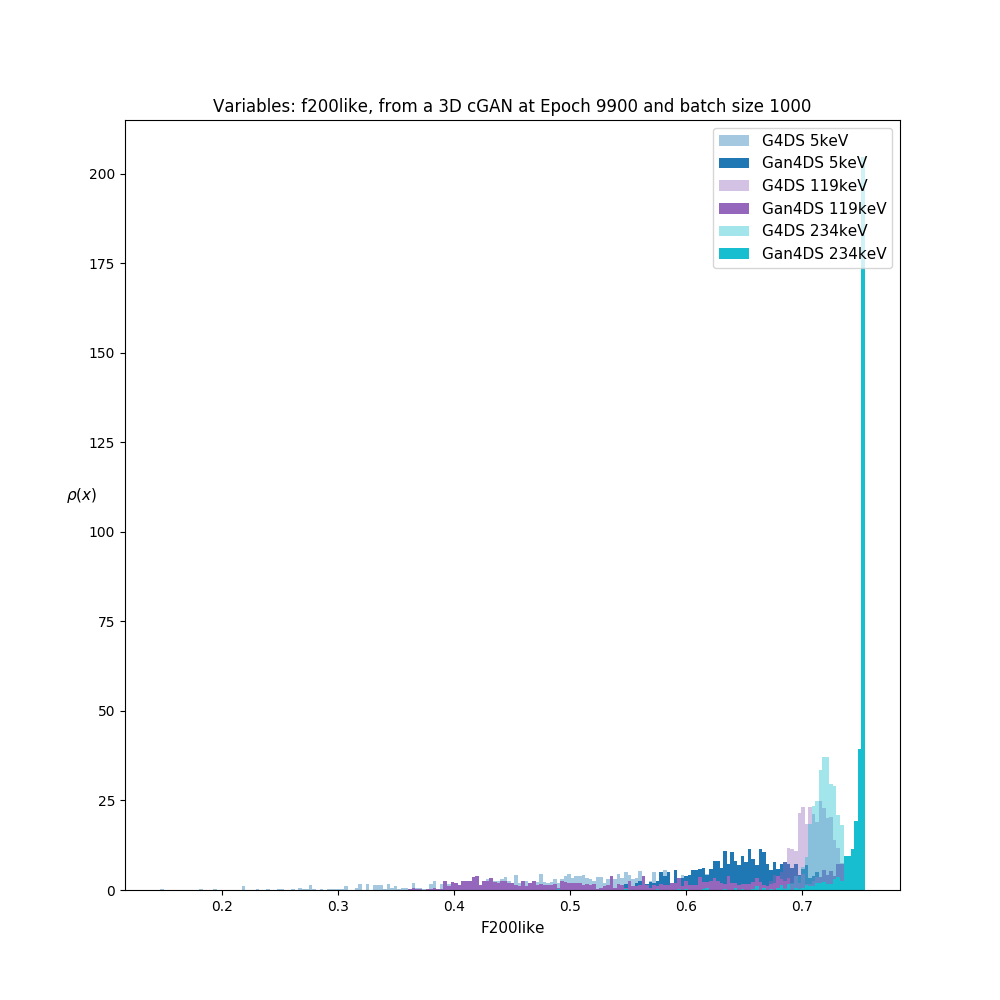 Variables: f200like, from a 3D cGAN at Epoch 9900 and batch size 1000
G4DS 5keV
Gan4DS 5keV
G4DS 119keV
Gan4DS 119keV
G4DS 234keV
Gan4DS 234keV
200
175
150
125
ρ(x)
100
75
50
25
0
0.2 0.3 0.4 0.5 0.6 0.7
F200like